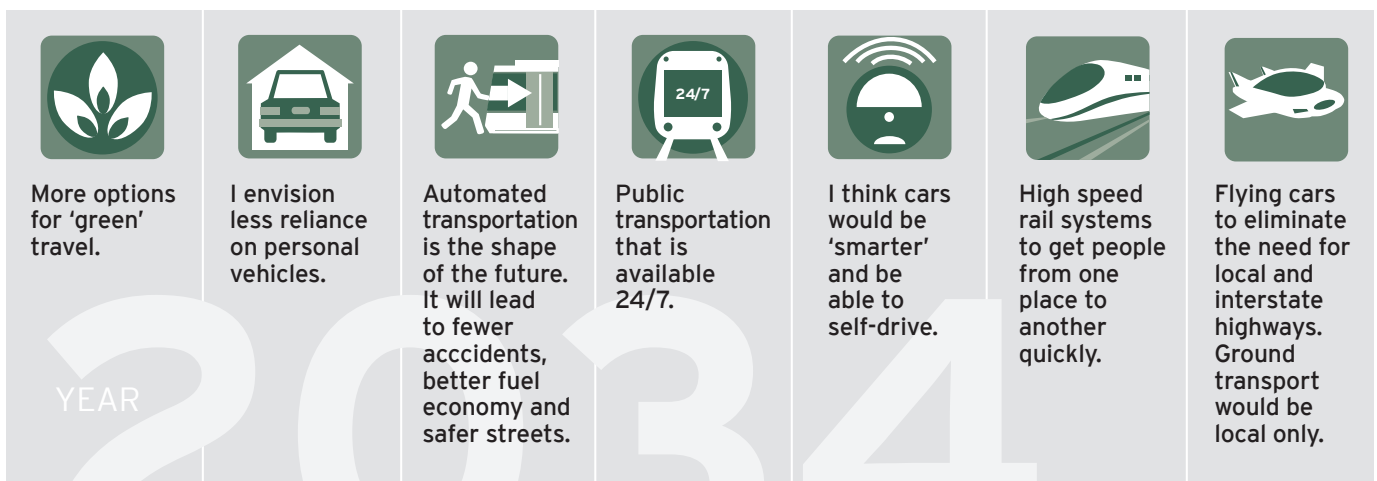 More options
for ‘green’
travel.
I envision
less reliance
on personal
vehicles.
Automated
transportation
is the shape
of the future.
It will lead
to fewer
acccidents,
better fuel
economy and
safer streets.
24/7
Public
transportation
that is
available
24/7.
I think cars
would be
‘smarter’
and be
able to
self-drive.
High speed
rail systems
to get people
from one
place to
another
quickly.
Flying cars
to eliminate
the need for
local and
interstate
highways.
Ground
transport
would be
local only.
YEAR
2034